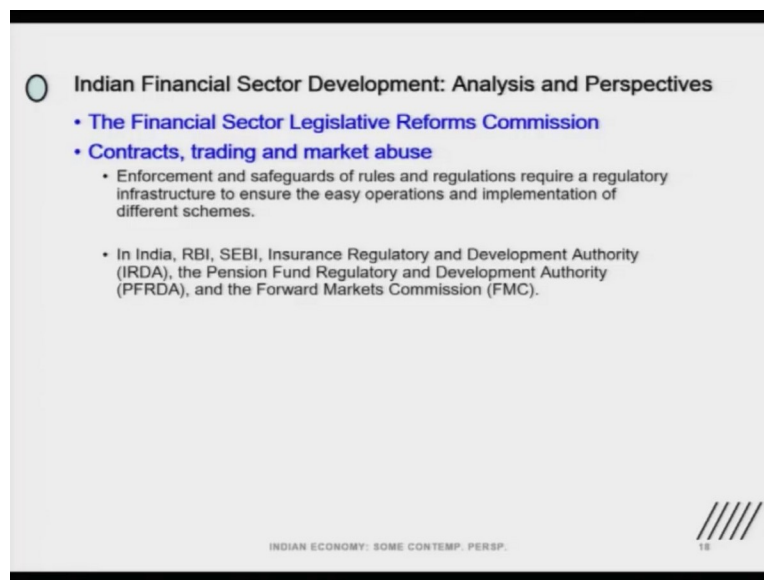 Indian Financial Sector Development: Analysis and Perspectives
• The Financial Sector Legislative Reforms Commission
• Contracts, trading and market abuse
• Enforcement and safeguards of rules and regulations require a regulatory
infrastructure to ensure the easy operations and implementation of
different schemes.
• In India, RBI, SEBI, Insurance Regulatory and Development Authority
(IRDA), the Pension Fund Regulatory and Development Authority
(PFRDA), and the Forward Markets Commission (FMC).
INDIAN ECONOMY: SOME CONTEMP. PERSP.
18